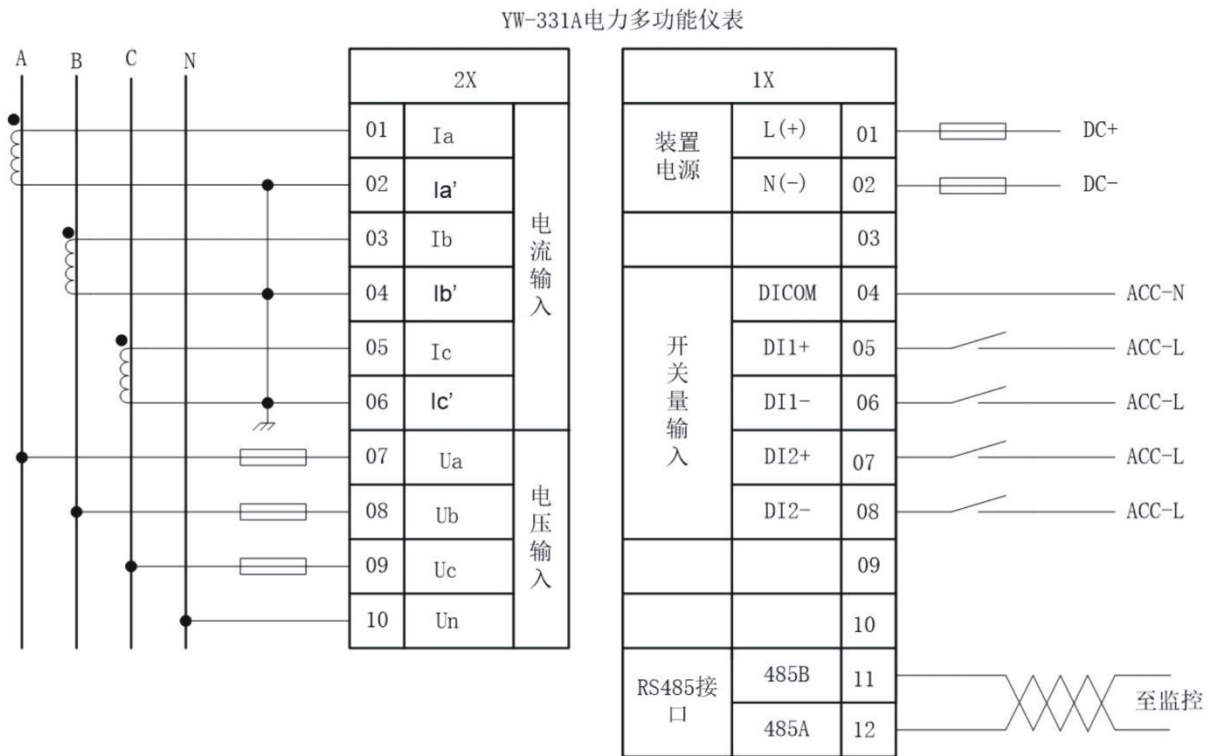 YW-331A电力多功能仪表
A B C N
2X
01 Ia
02 Ia'
03 Ib
04 Ib'
05 Ic
06 Ic'
电流输入
07 Ua
08 Ub
09 Uc
10 Un
电压输入
1X
装置
电源
L(+) 01 DC+
N(-) 02 DC-
03
开关量输入
DICOM 04 ACC-N
DI1+ 05 ACC-L
DI1- 06 ACC-L
DI2+ 07 ACC-L
DI2- 08 ACC-L
09
10
RS485接
口
485B 11
485A 12
至监控